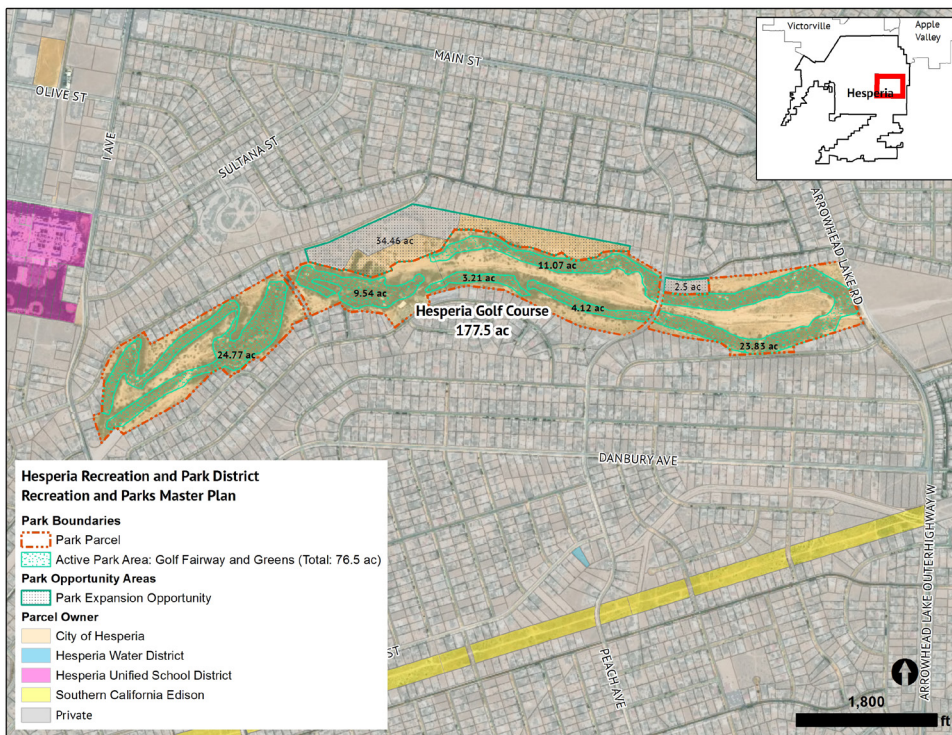 Victorville
Apple
Valley
Hesperia
MAIN ST
OLIVE ST
I AVE
SULTANA ST
ARROWHEAD LAKE RD
34.46 ac
11.07 ac
2.5 ac
9.54 ac
3.21 ac
4.12 ac
Hesperia Golf Course
177.5 ac
23.83 ac
24.77 ac
DANBURY AVE
Hesperia Recreation and Park District
Recreation and Parks Master Plan
Park Boundaries
Park Parcel
Active Park Area: Golf Fairway and Greens (Total: 76.5 ac)
Park Opportunity Areas
Park Expansion Opportunity
Parcel Owner
City of Hesperia
Hesperia Water District
Hesperia Unified School District
Southern California Edison
Private
ST
PEACH AVE
ARROWHEAD LAKE OUTERHIGHWAY W
1,800
ft